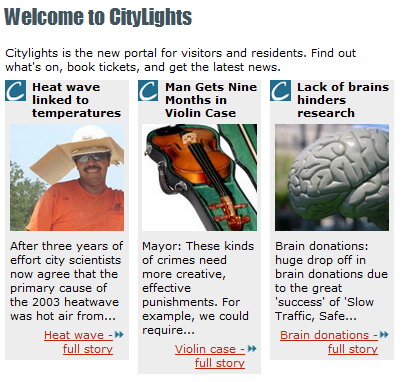 Welcome to CityLights
Citylights is the new portal for visitors and residents. Find out
what's on, book tickets, and get the latest news.
C Heat wave
linked to
temperatures
After three years of
effort city scientists
now agree that the
primary cause of
the 2003 heatwave
was hot air from...
Heat wave -
full story
C Man Gets Nine
Months in
Violin Case
Mayor: These kinds
of crimes need
more creative,
effective
punishments. For
example, we could
require...
Violin case -
full story
C Lack of brains
hinders
research
Brain donations:
huge drop off in
brain donations due
to the great
'success' of 'Slow
Traffic, Safe...
Brain donations -
full story